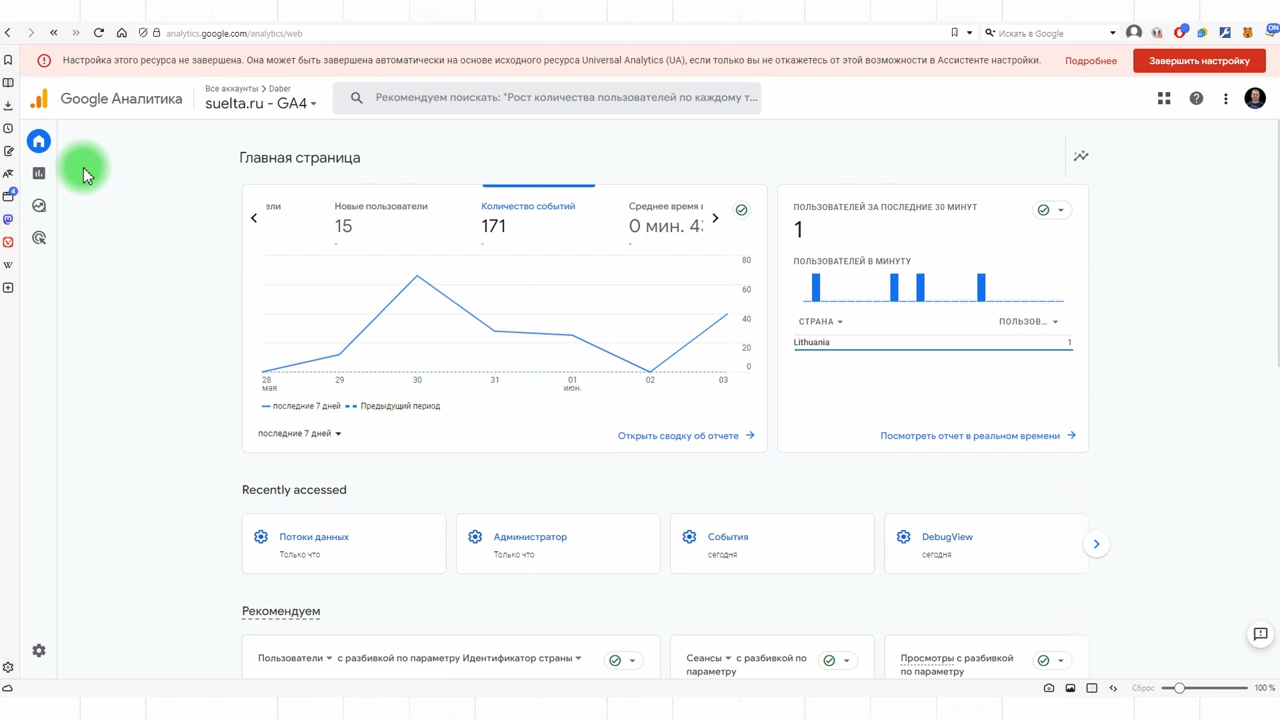 analytics.google.com/analytics/web
Искать в Google
ON
Настройка этого ресурса не завершена. Она может быть завершена автоматически на основе исходного ресурса Universal Analytics (UA), если только вы не откажетесь от этой возможности в Ассистенте настройки.
Подробнее
Завершить настройку
Google Аналитика
Все аккаунты > Daber
suelta.ru - GA4
Рекомендуем поискать: "Рост количества пользователей по каждому т...
4
Главная страница
ели
Новые пользователи
15
-
Количество событий
171
-
Среднее время в
0 мин. 43
-
80
60
40
20
0
28
мая
29
30
31
01
июн.
02
03
последние 7 дней
Предыдущий период
последние 7 дней
Открыть сводку об отчете
ПОЛЬЗОВАТЕЛЕЙ ЗА ПОСЛЕДНИЕ 30 МИНУТ
1
ПОЛЬЗОВАТЕЛЕЙ В МИНУТУ
СТРАНА
ПОЛЬЗОВ...
Lithuania
1
Посмотреть отчет в реальном времени
Recently accessed
Потоки данных
Только что
Администратор
Только что
События
сегодня
DebugView
сегодня
Рекомендуем
Пользователи с разбивкой по параметру Идентификатор страны
Сеансы с разбивкой по
параметру
Просмотры с разбивкой
по параметру
Сброс
100 %